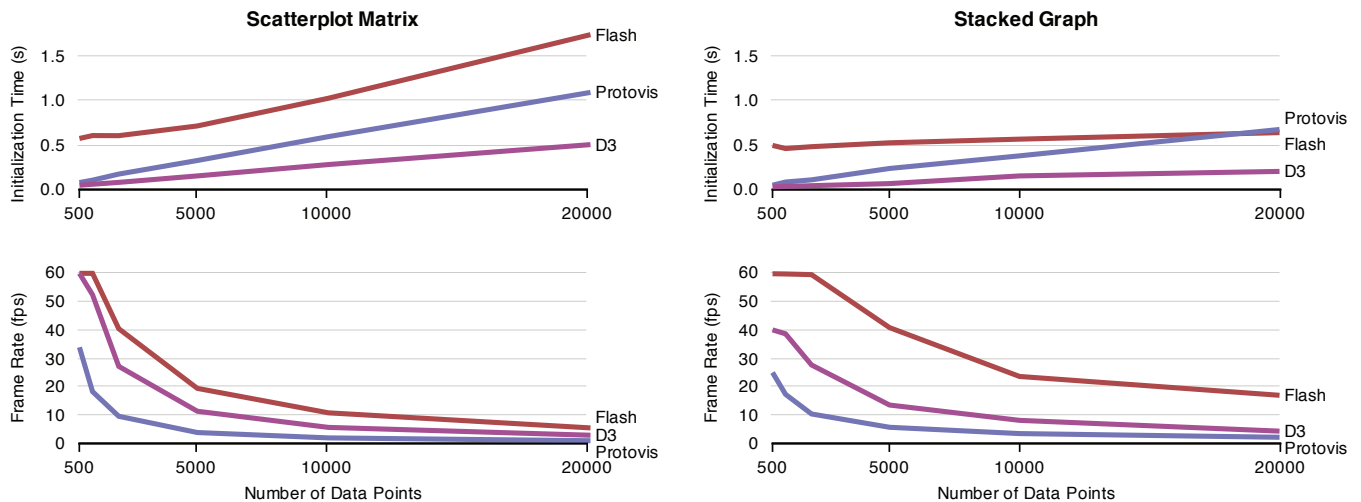 Scatterplot Matrix
Initialization Time (s)
1.5
1.0
0.5
0.0
500
5000
10000
20000
Flash
Protovis
D3
Stacked Graph
Initialization Time (s)
1.5
1.0
0.5
0.0
500
5000
10000
20000
Protovis
Flash
D3
Frame Rate (fps)
60
50
40
30
20
10
0
500
5000
10000
20000
Flash
D3
Protovis
Number of Data Points
Frame Rate (fps)
60
50
40
30
20
10
0
500
5000
10000
20000
Flash
D3
Protovis
Number of Data Points